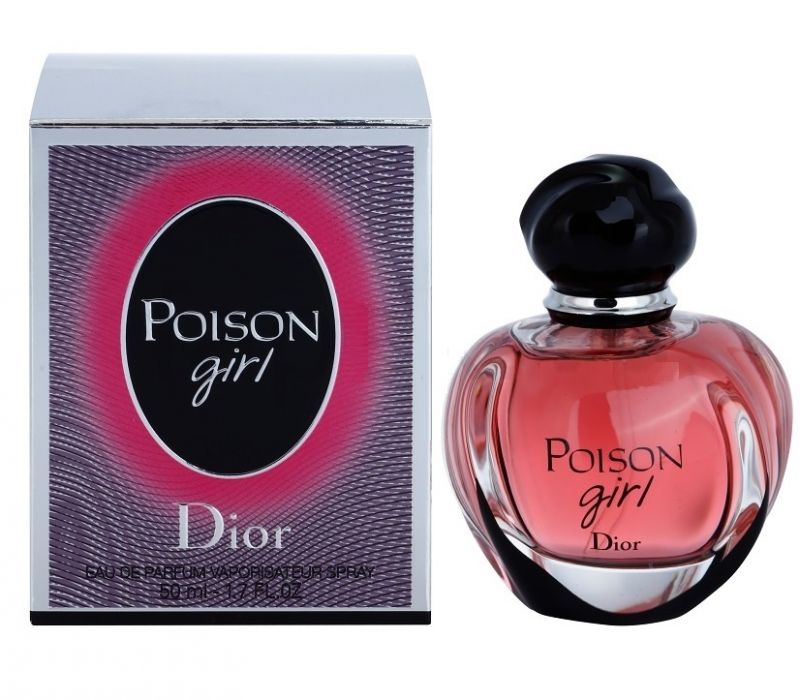 POISON
girl
Dior
EAU DE PARFUM VAPORISATEUR SPRAY
50 ml - 1.7 FL.OZ
POISON
girl
Dior